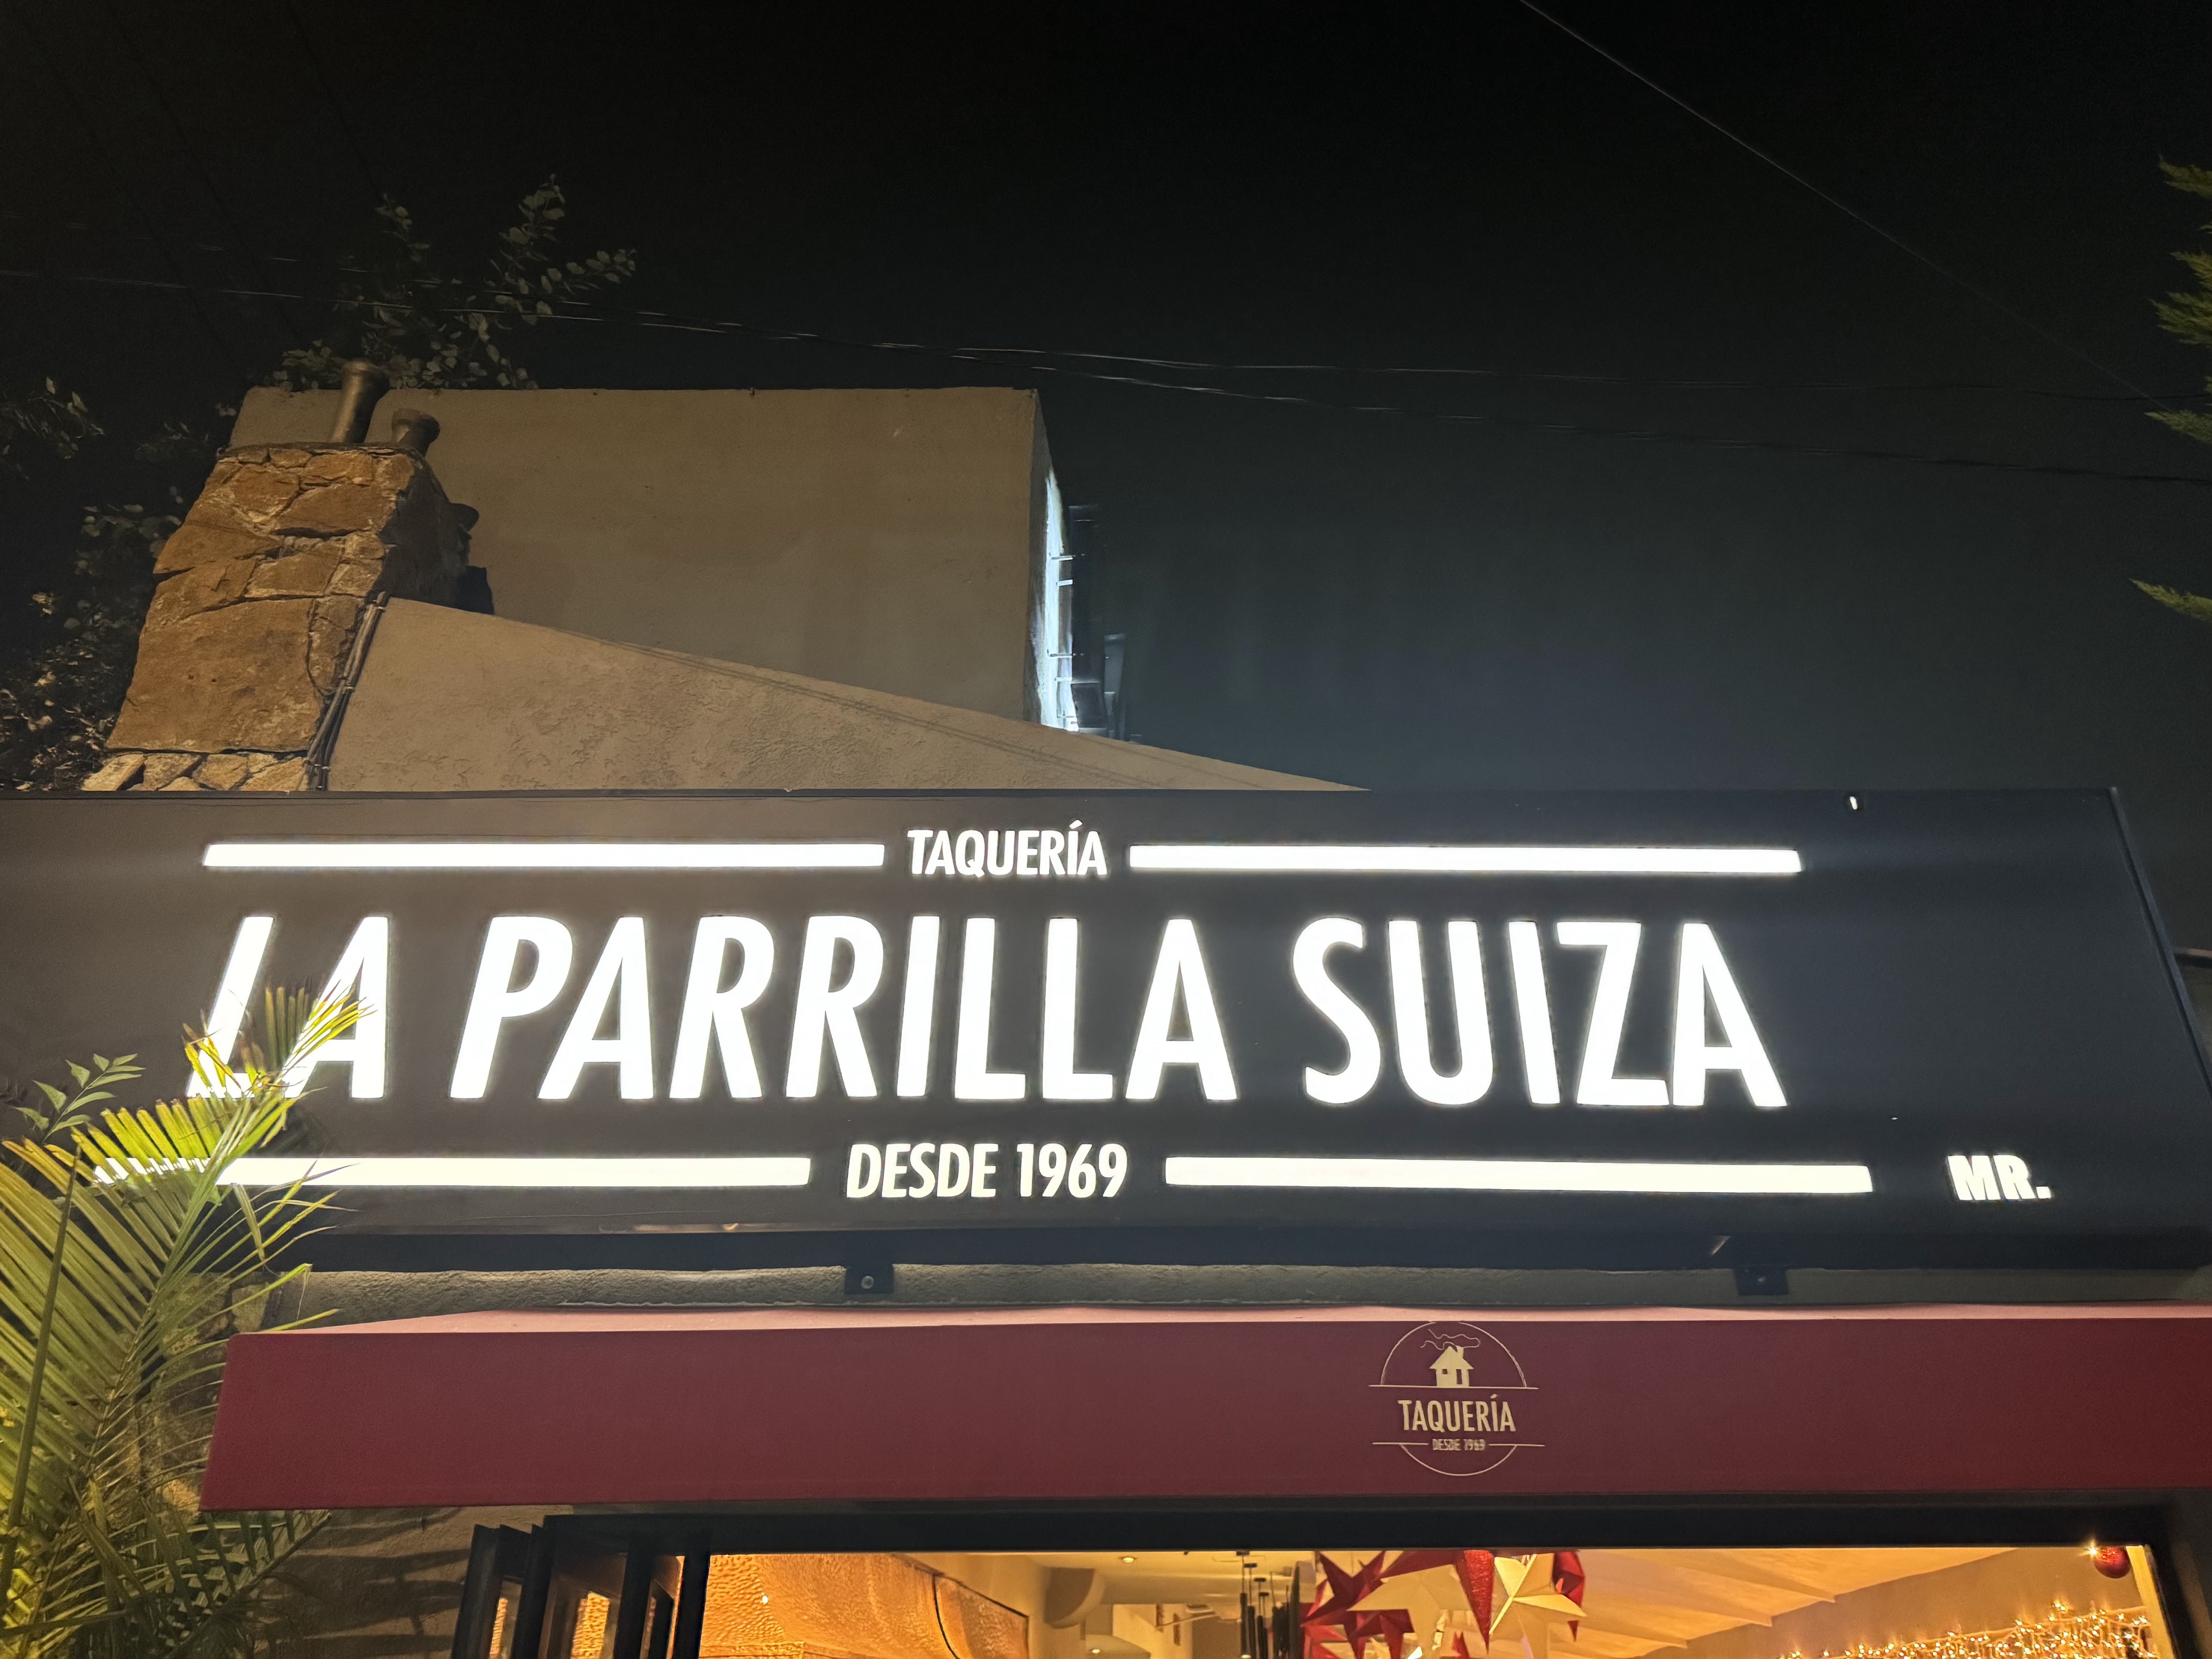 TAQUERÍA
LA PARRILLA SUIZA
DESDE 1969
MR.
TAQUERÍA
DESDE 1969